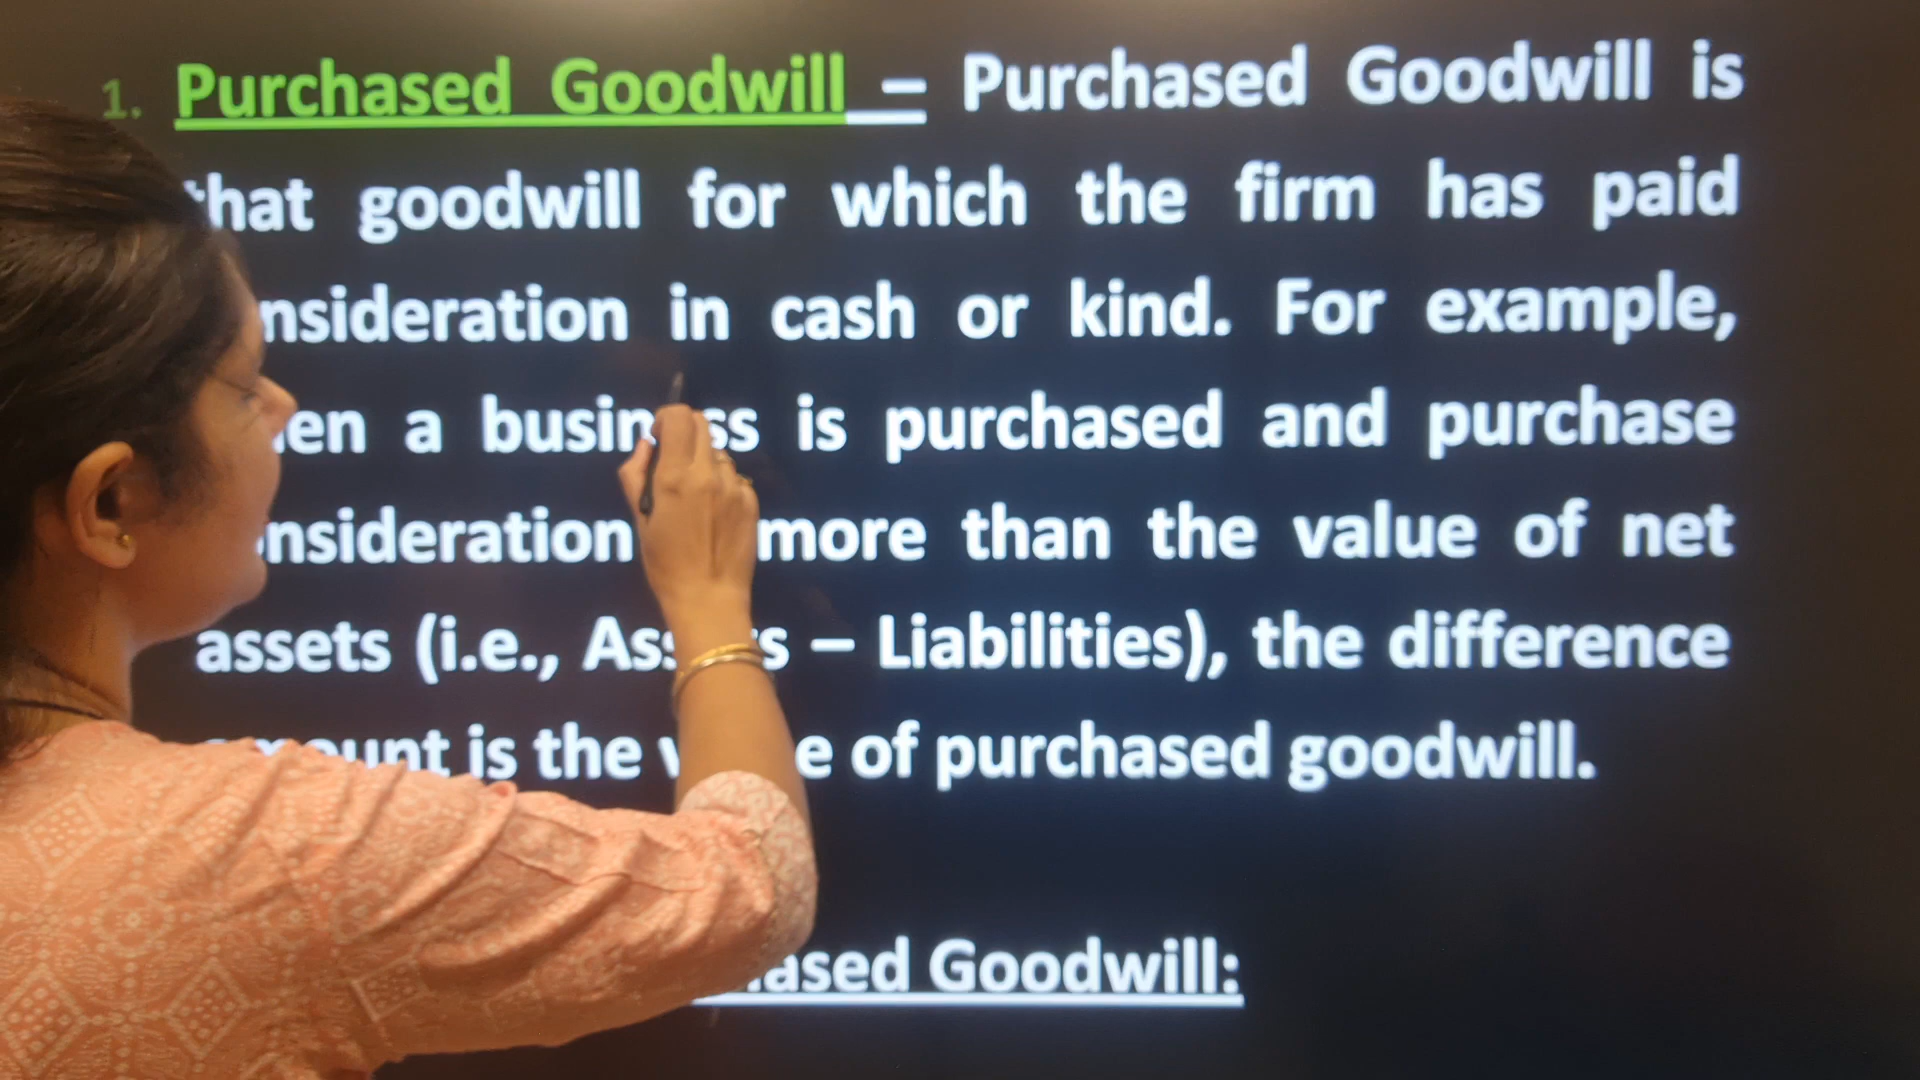 1. Purchased Goodwill – Purchased Goodwill is
that goodwill for which the firm has paid
consideration in cash or kind. For example,
when a business is purchased and purchase
consideration more than the value of net
assets (i.e., Assets – Liabilities), the difference
amount is the value of purchased goodwill.
Goodwill: